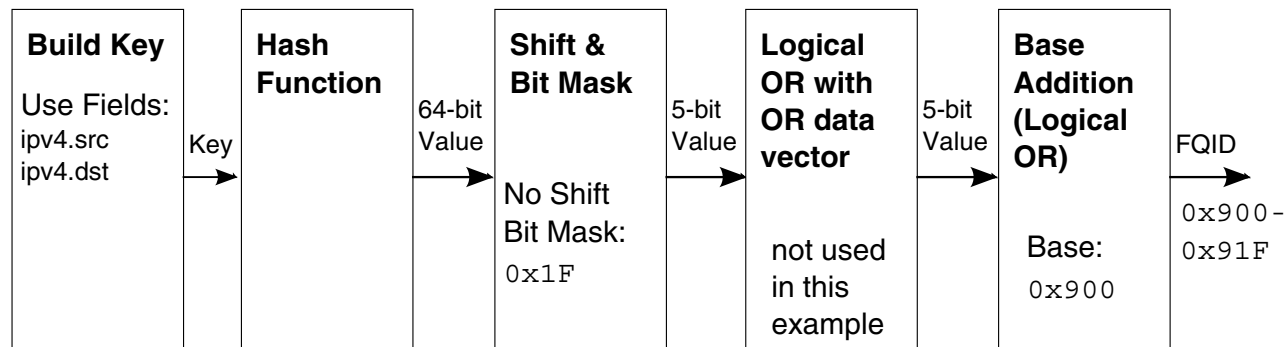 Build Key
Use Fields:
ipv4.src
ipv4.dst
Key
Hash
Function
64-bit
Value
Shift &
Bit Mask
No Shift
Bit Mask:
0x1F
5-bit
Value
Logical
OR with
OR data
vector
not used
in this
example
5-bit
Value
Base
Addition
(Logical
OR)
Base:
0x900
FQID
0x900-
0x91F